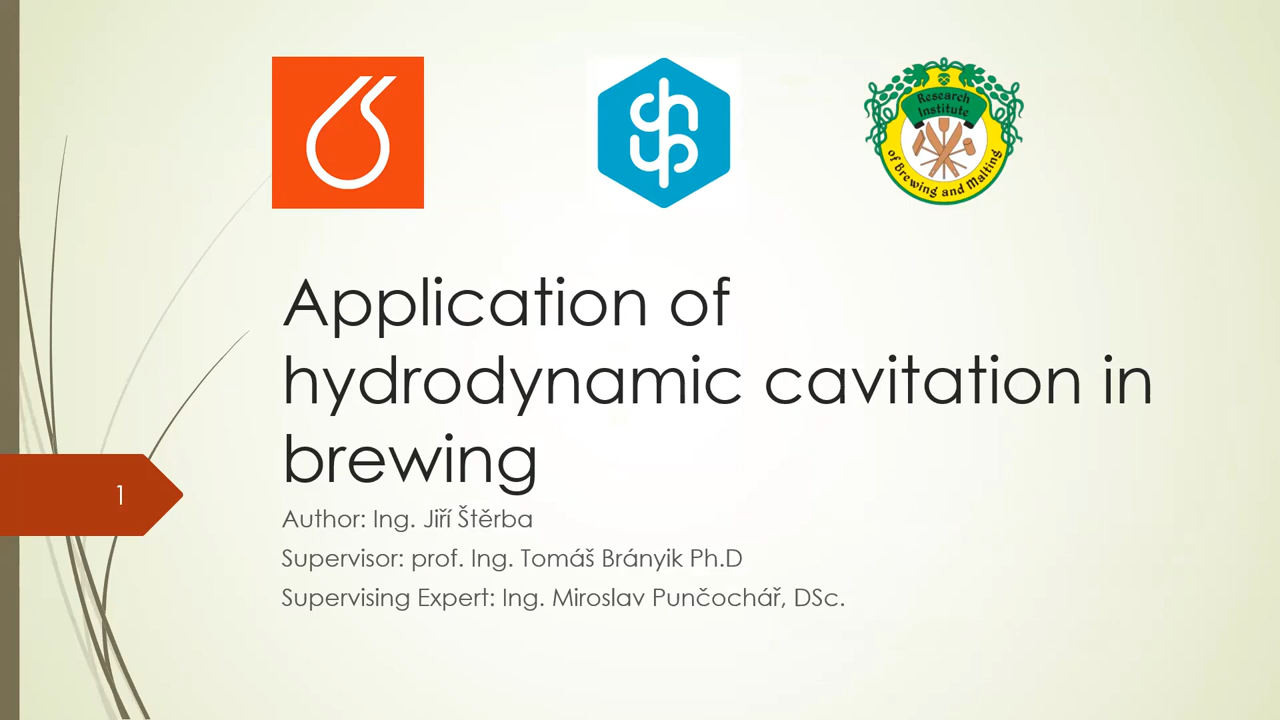 Research
Institute
of Brewing and Malting
Application of
hydrodynamic cavitation in
brewing
1
Author: Ing. Jiří Štěrba
Supervisor: prof. Ing. Tomáš Brányik Ph.D
Supervising Expert: Ing. Miroslav Punčochář, DSc.